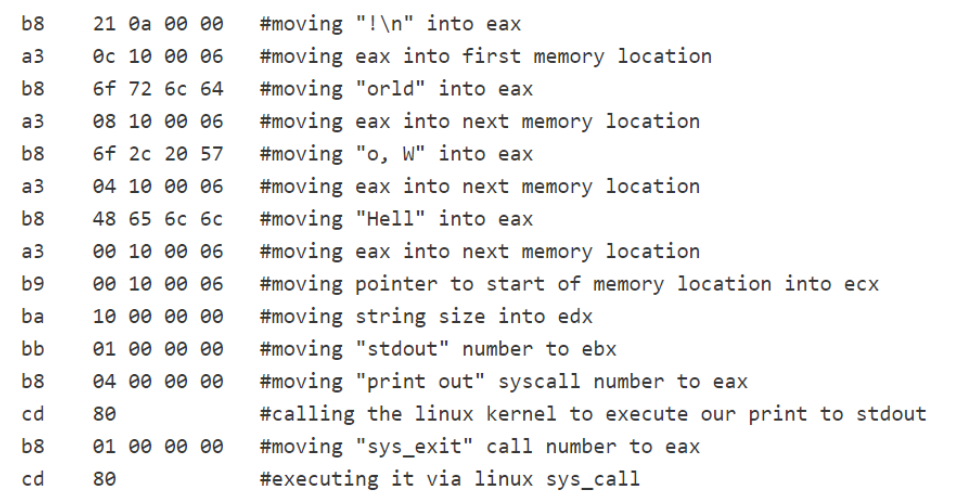 b8 21 0a 00 00 #moving "!\n" into eax
a3 0c 10 00 06 #moving eax into first memory location
b8 6f 72 6c 64 #moving "orld" into eax
a3 08 10 00 06 #moving eax into next memory location
b8 6f 2c 20 57 #moving "o, W" into eax
a3 04 10 00 06 #moving eax into next memory location
b8 48 65 6c 6c #moving "Hell" into eax
a3 00 10 00 06 #moving eax into next memory location
b9 00 10 00 06 #moving pointer to start of memory location into ecx
ba 10 00 00 00 #moving string size into edx
bb 01 00 00 00 #moving "stdout" number to ebx
b8 04 00 00 00 #moving "print out" syscall number to eax
cd 80 #calling the linux kernel to execute our print to stdout
b8 01 00 00 00 #moving "sys_exit" call number to eax
cd 80 #executing it via linux sys_call